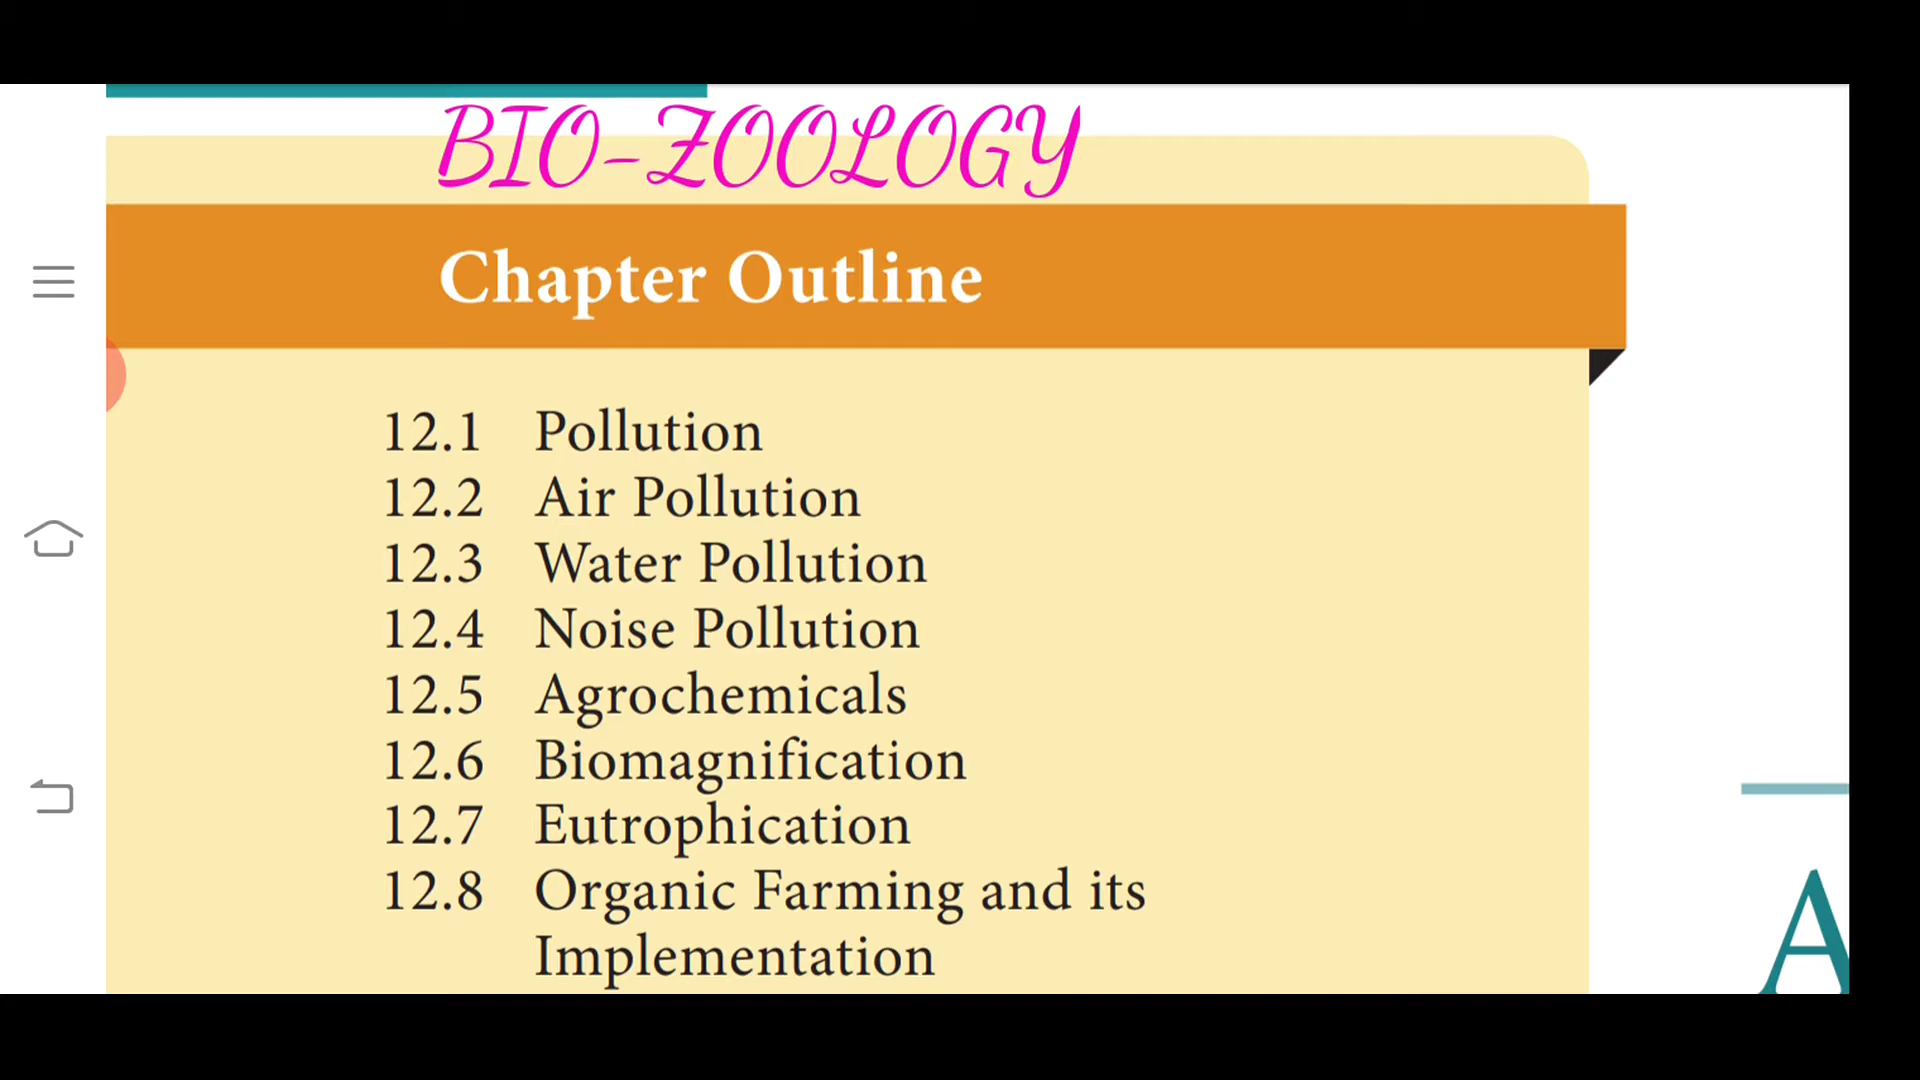 BIO-ZOOLOGY
Chapter Outline
12.1 Pollution
12.2 Air Pollution
12.3 Water Pollution
12.4 Noise Pollution
12.5 Agrochemicals
12.6 Biomagnification
12.7 Eutrophication
12.8 Organic Farming and its
Implementation
A